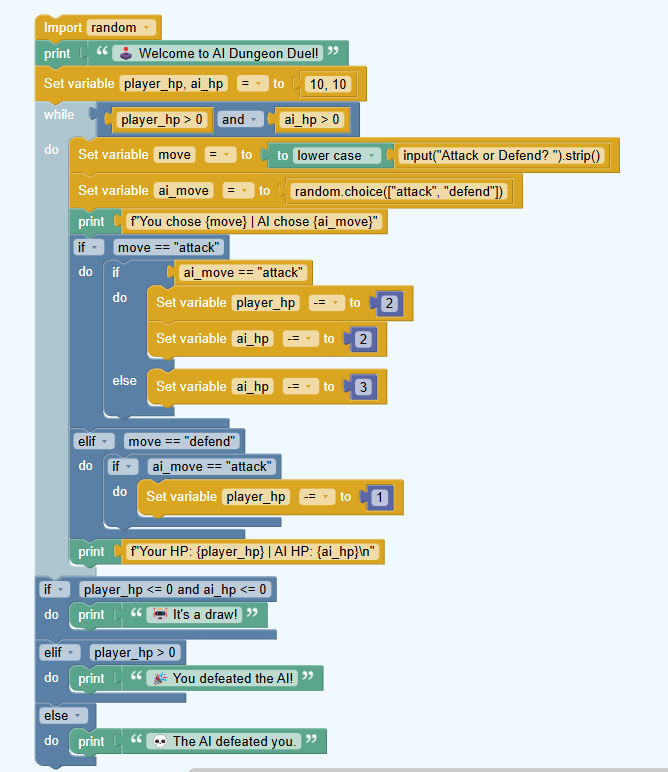 Import random
print “ 🕹️ Welcome to AI Dungeon Duel! ”
Set variable player_hp, ai_hp = to 10, 10
while player_hp > 0 and ai_hp > 0
do Set variable move = to to lower case input("Attack or Defend? ").strip()
Set variable ai_move = to random.choice(["attack", "defend"])
print f"You chose {move} | AI chose {ai_move}"
if move == "attack"
do if ai_move == "attack"
do Set variable player_hp -= to 2
Set variable ai_hp -= to 2
else Set variable ai_hp -= to 3
elif move == "defend"
do if ai_move == "attack"
do Set variable player_hp -= to 1
print f"Your HP: {player_hp} | AI HP: {ai_hp}\n"
if player_hp <= 0 and ai_hp <= 0
do print “ 🤖 It's a draw! ”
elif player_hp > 0
do print “ 🎉 You defeated the AI! ”
else
do print “ 💀 The AI defeated you. ”